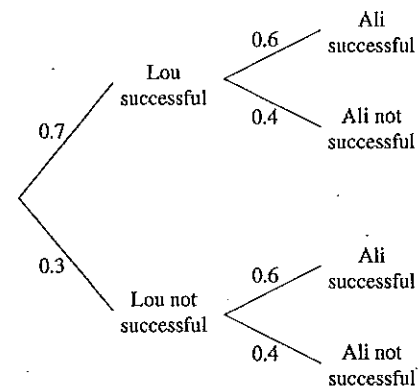 Ali
successful
0.6
Lou
successful
0.4
Ali not
successful
0.7
0.3
Ali
successful
0.6
Lou not
successful
0.4
Ali not
successful